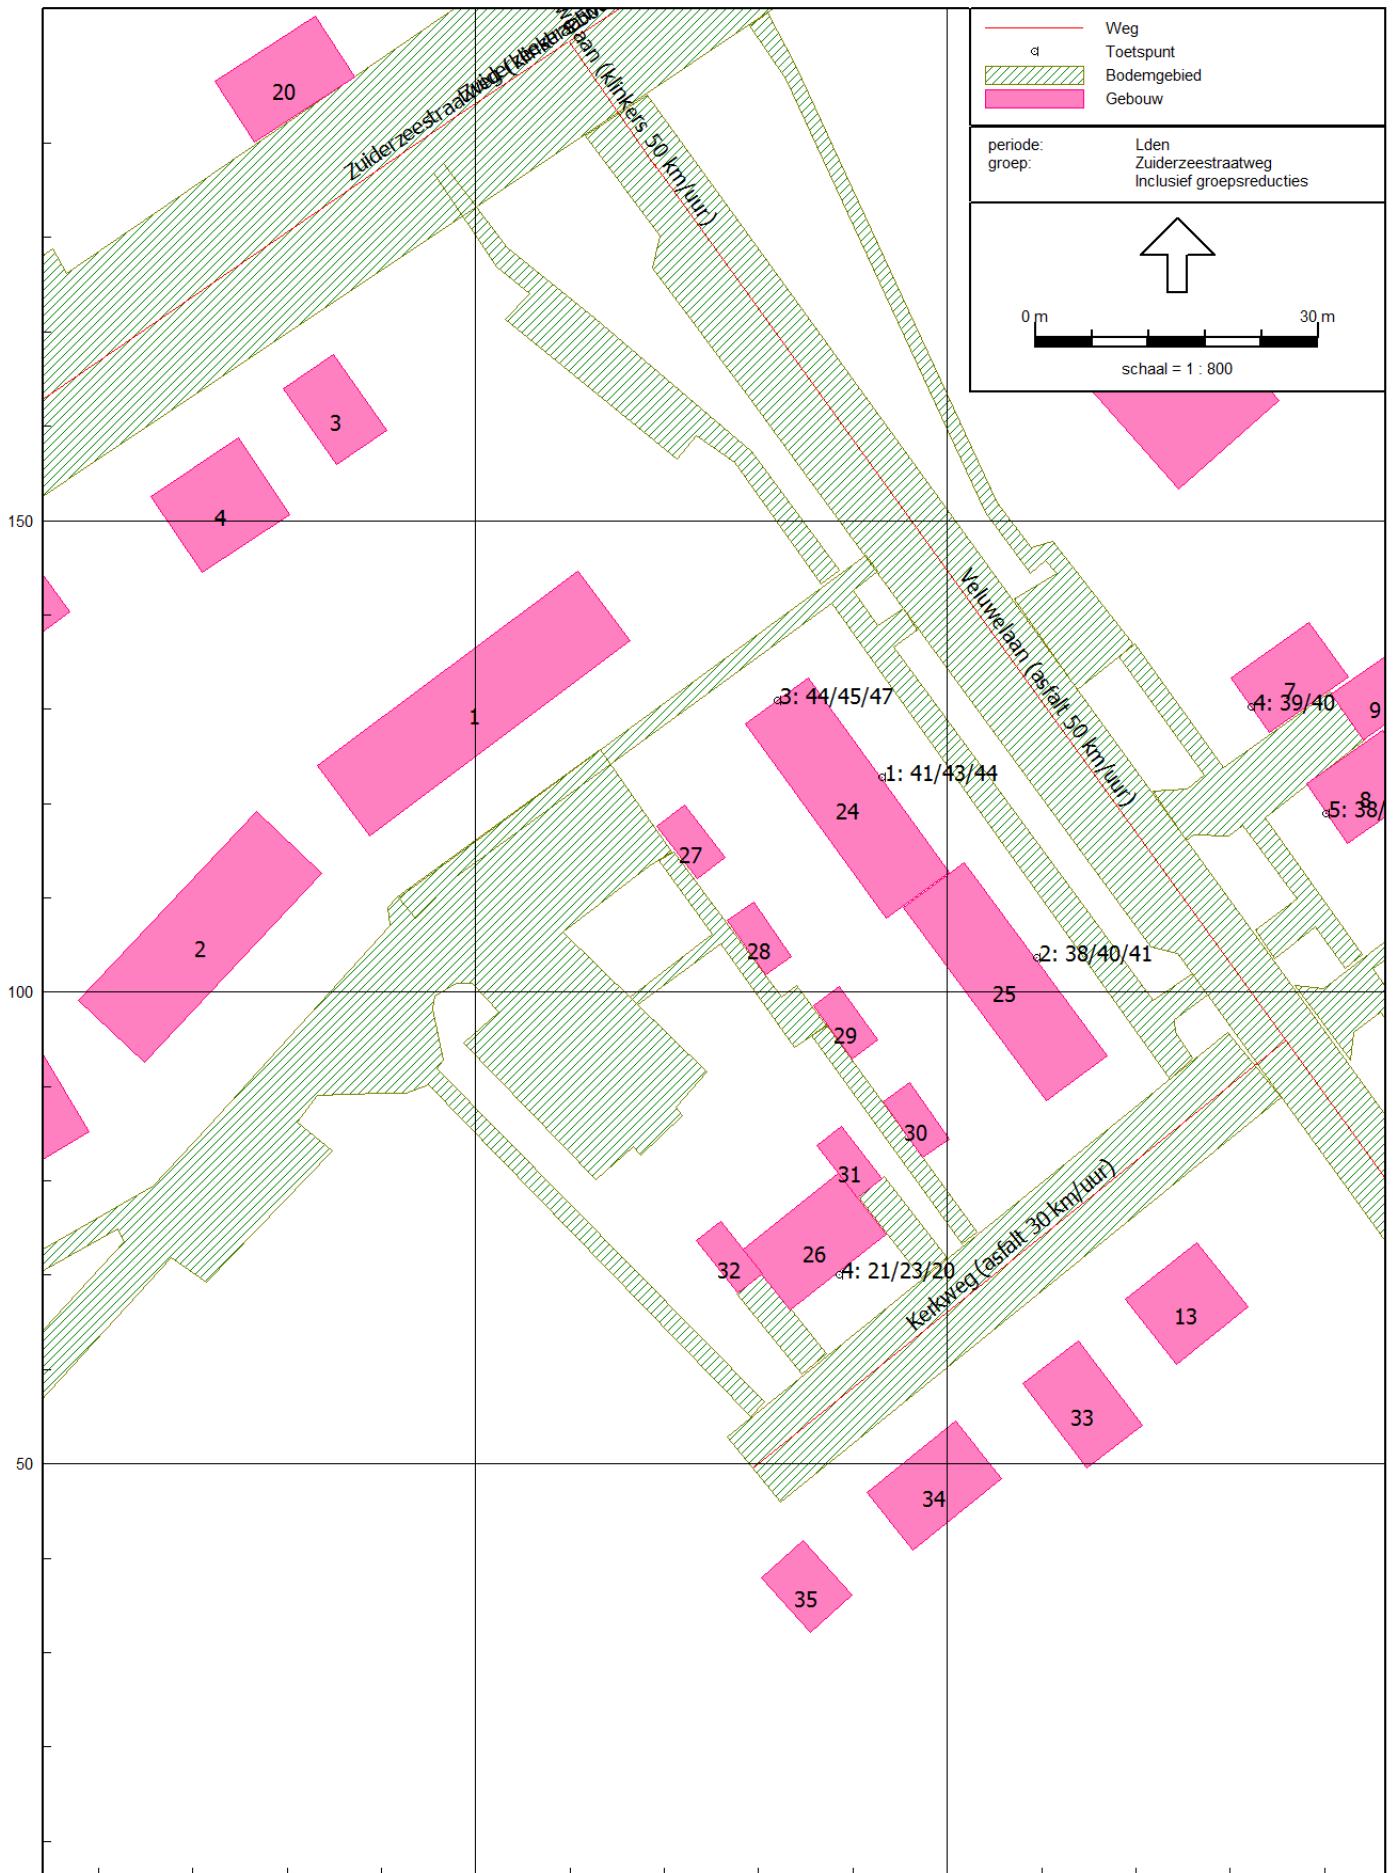 Weg
Toetspunt
Bodemgebied
Gebouw
periode: Lden
groep: Zuiderzeestraatweg
Inclusief groepsreducties
0 m 30 m
schaal = 1 : 800
20
Zuiderzeestraatweg (klinkers
laan (klinkers 50 km/uur)
3
4
150
Veluwelaan (asfalt 50 km/uur)
7
4: 39/40
9
3: 44/45/47
1
1: 41/43/44
24
8
5: 38/
27
2
28
2: 38/40/41
25
100
29
30
31
26
32
4: 21/23/20
Kerkweg (asfalt 30 km/uur)
13
33
50
34
35